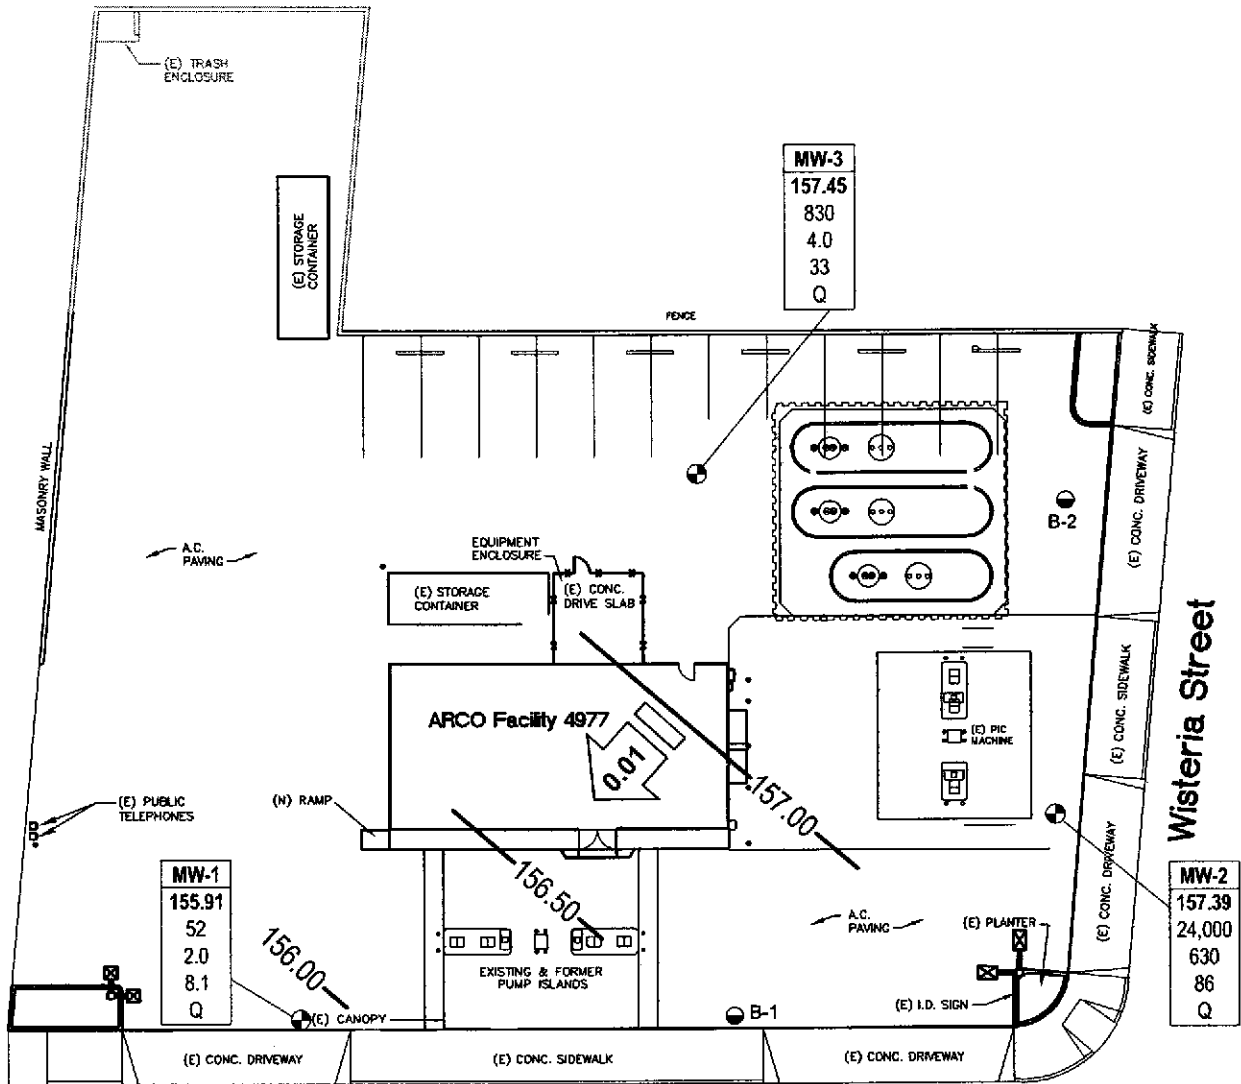 (E) TRASH
ENCLOSURE
(E) STORAGE
CONTAINER
MW-3
157.45
830
4.0
33
Q
FENCE
(E) CONC. SIDEWALK
MASONRY WALL
A.C.
PAVING
EQUIPMENT
ENCLOSURE
(E) STORAGE
CONTAINER
(E) CONC.
DRIVE SLAB
B-2
(E) CONC. DRIVEWAY
ARCO Facility 4977
0.01
157.00
(E) PIC
MACHINE
(E) CONC. SIDEWALK
Wisteria Street
(E) PUBLIC
TELEPHONES
(N) RAMP
156.50
MW-1
155.91
52
2.0
8.1
Q
156.00
EXISTING & FORMER
PUMP ISLANDS
(E) CANOPY
B-1
A.C.
PAVING
(E) PLANTER
(E) I.D. SIGN
(E) CONC. DRIVEWAY
MW-2
157.39
24,000
630
86
Q
(E) CONC. DRIVEWAY
(E) CONC. SIDEWALK
(E) CONC. DRIVEWAY